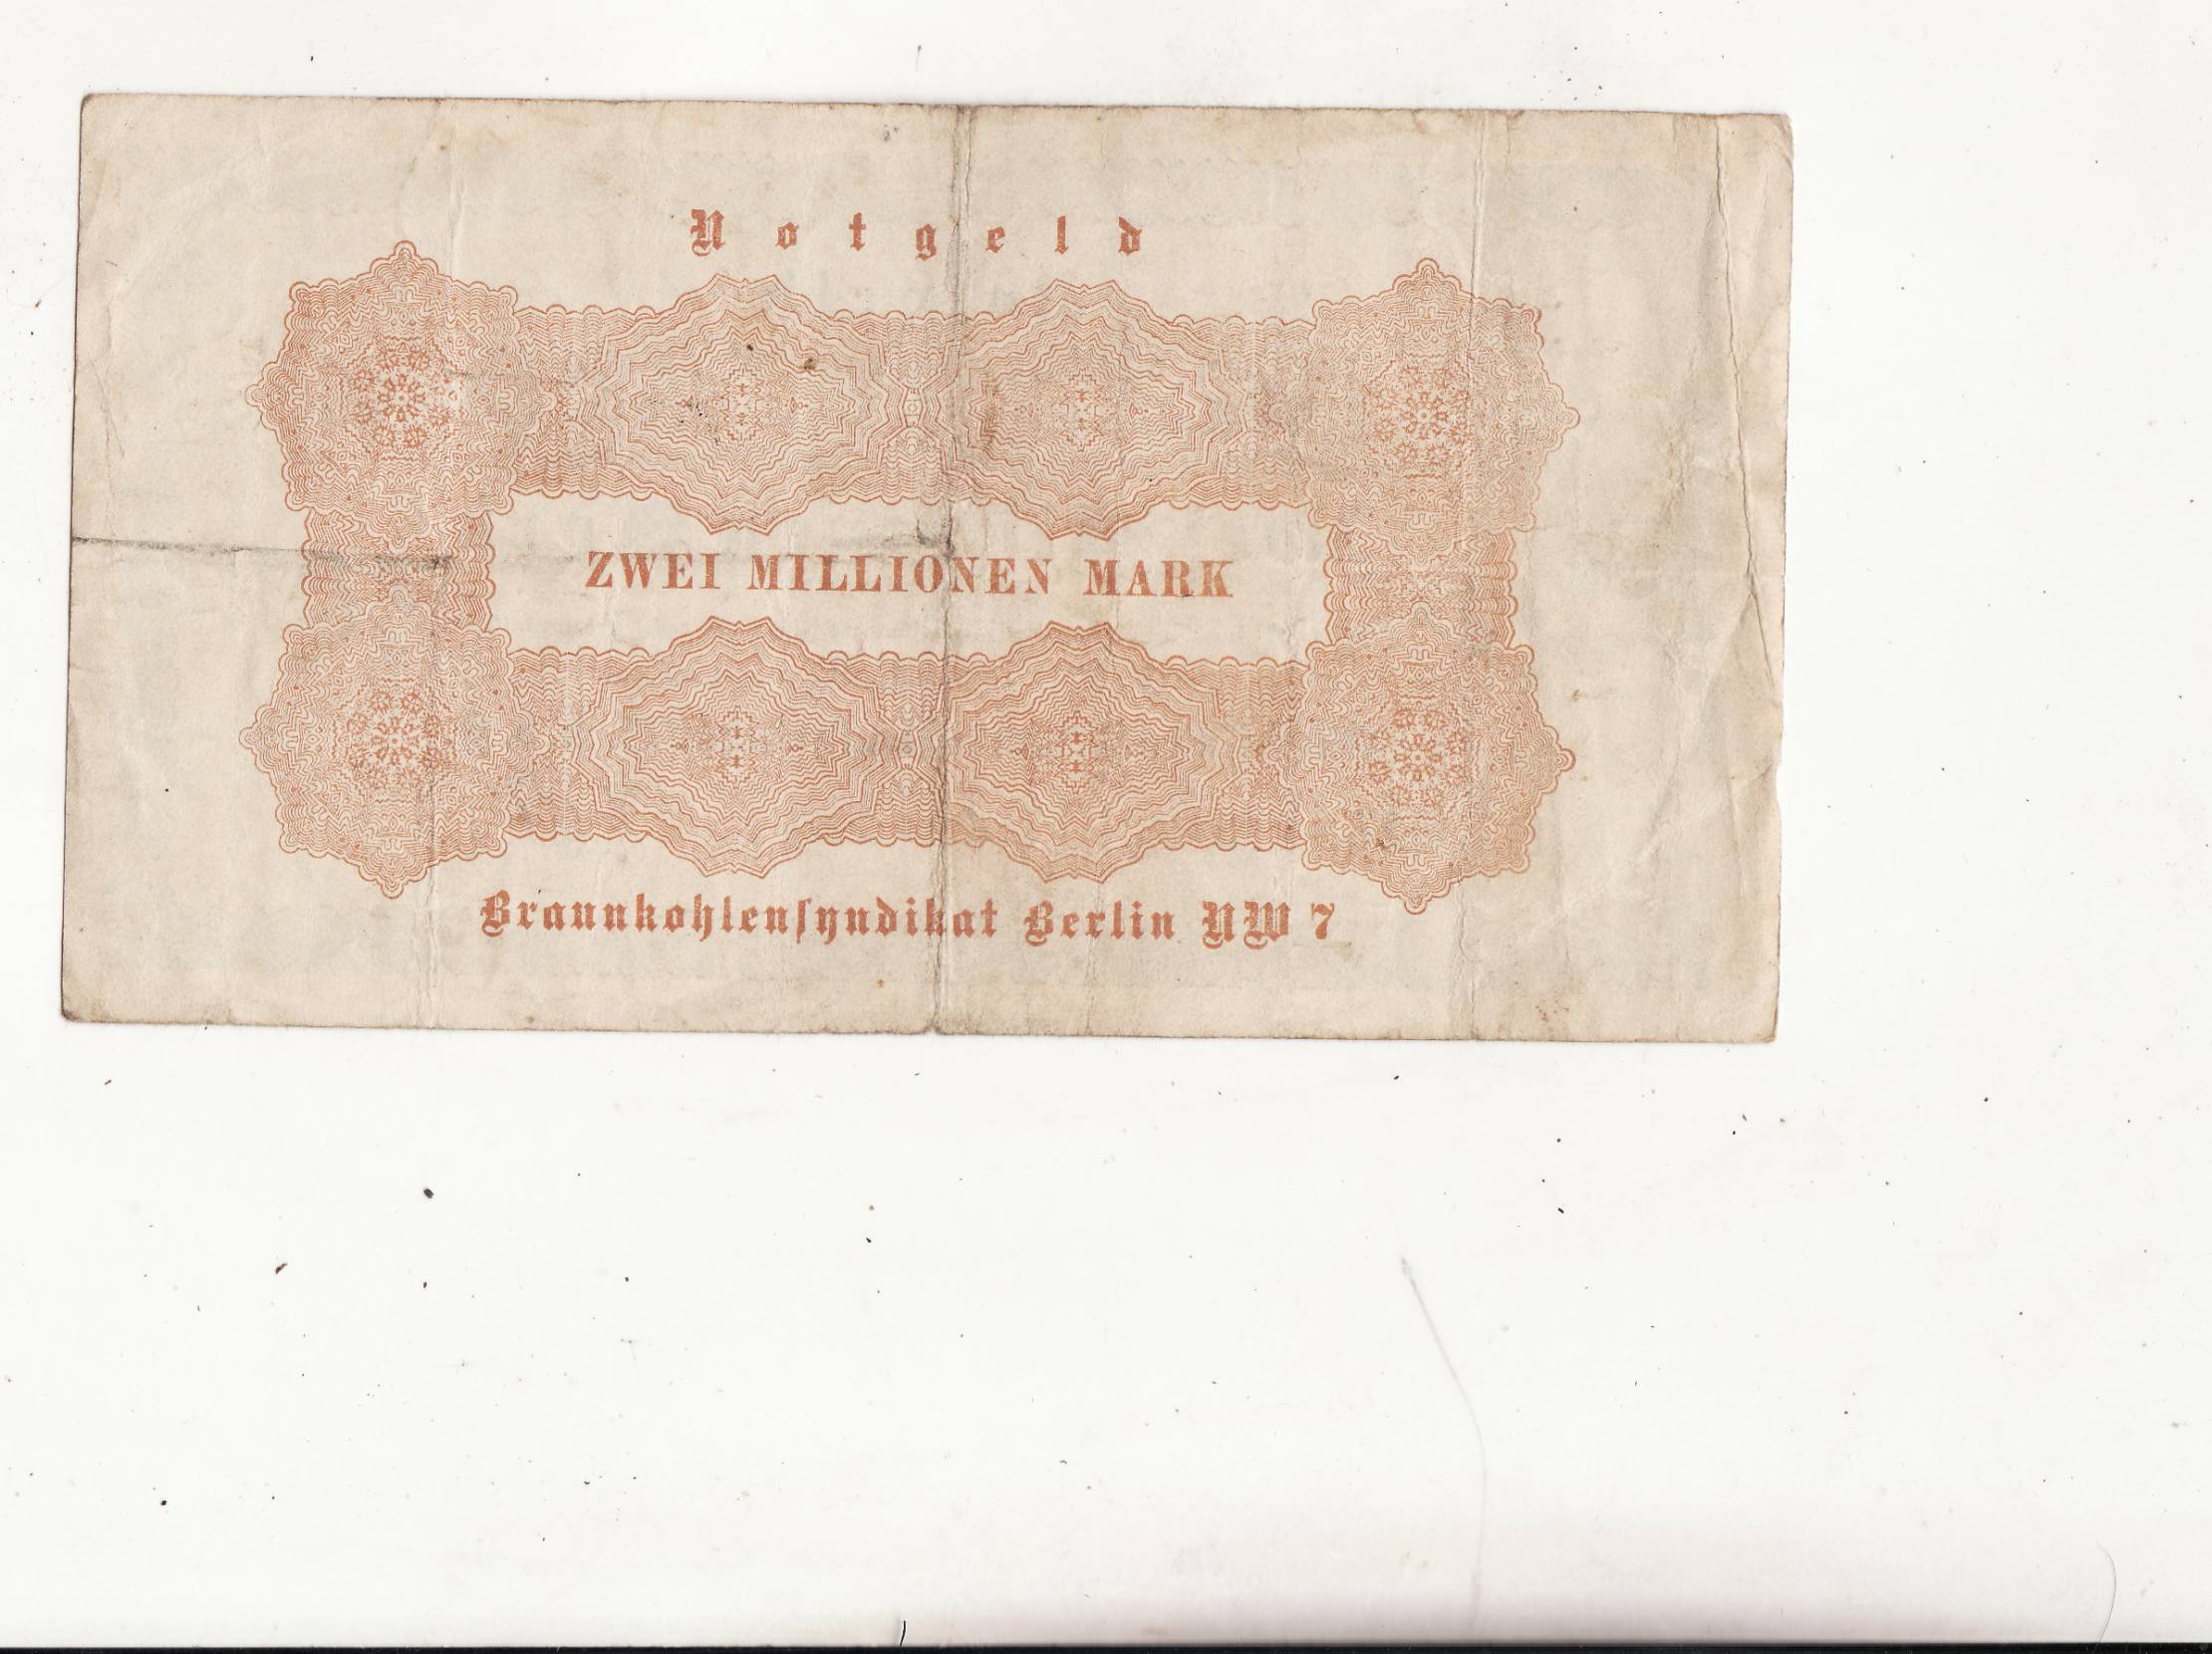 Notgeld
ZWEI MILLIONEN MARK
Braunkohlensyndikat Berlin NW 7